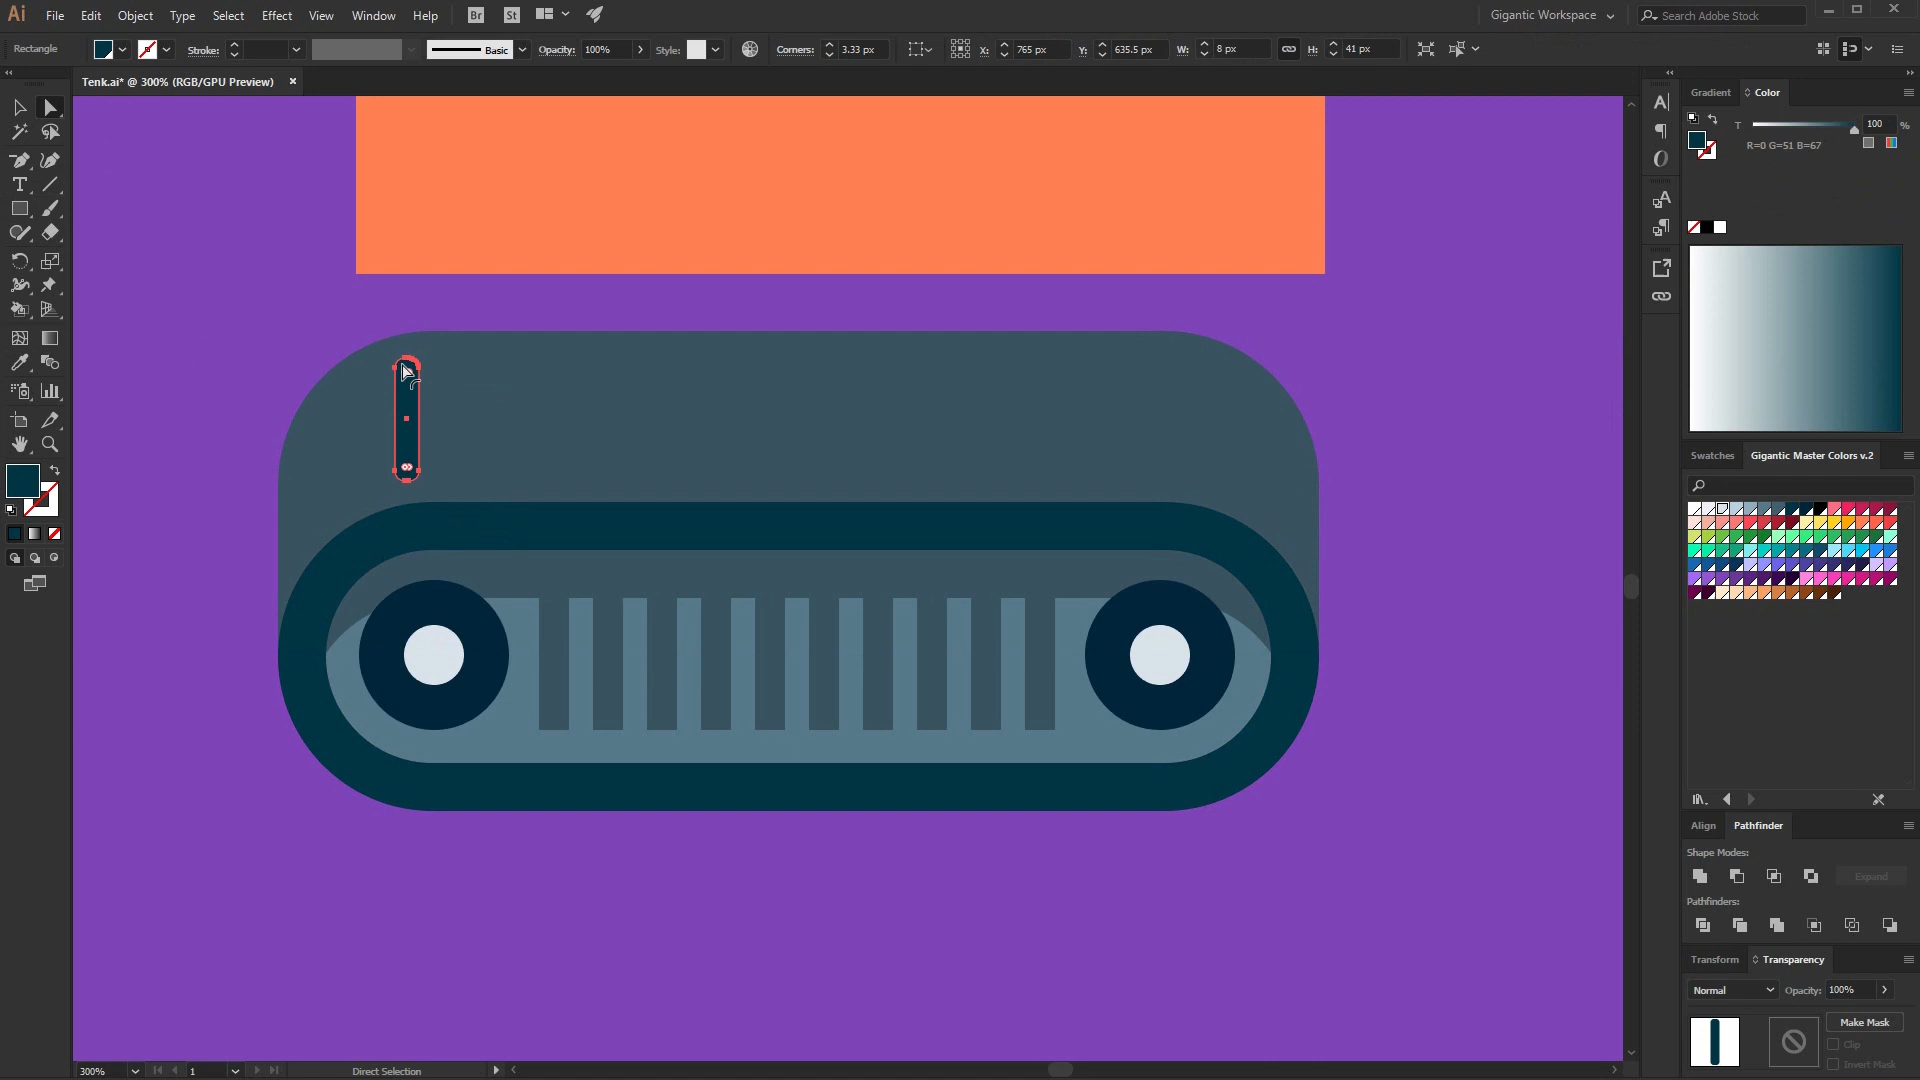 Ai File Edit Object Type Select Effect View Window Help Br St Gigantic Workspace Search Adobe Stock
Rectangle Stroke: Basic Opacity: 100% Style: Corners: 3.33 px X: 765 px Y: 635.5 px W: 8 px H: 41 px
Tenk.ai* @ 300% (RGB/GPU Preview)
Gradient Color
T 100 %
R=0 G=51 B=67
Swatches Gigantic Master Colors v.2
Align Pathfinder
Shape Modes:
Expand
Pathfinders:
Transform Transparency
Normal Opacity: 100%
Make Mask
Clip
Invert Mask
300% 1 Direct Selection